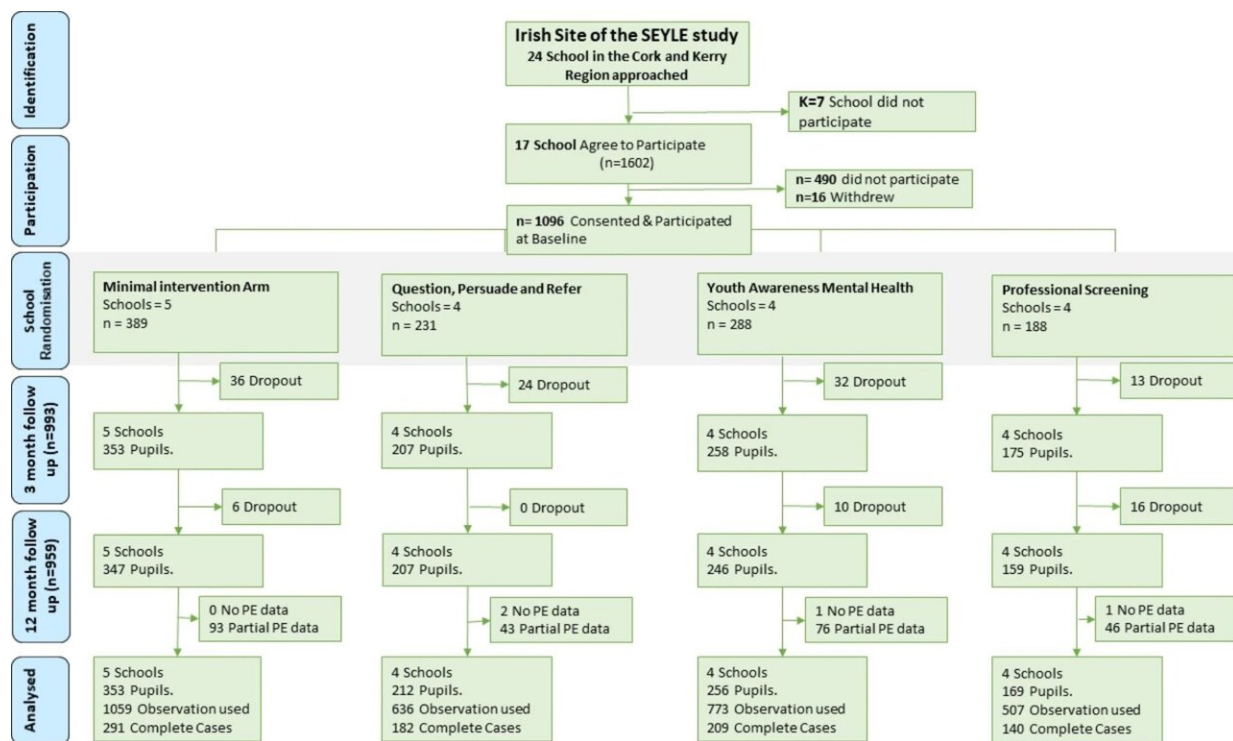 Identification
Irish Site of the SEYLE study
24 School in the Cork and Kerry
Region approached
K=7 School did not
participate
Participation
17 School Agree to Participate
(n=1602)
n= 490 did not participate
n=16 Withdrew
n= 1096 Consented & Participated
at Baseline
School
Randomisation
Minimal intervention Arm
Schools = 5
n = 389
Question, Persuade and Refer
Schools = 4
n = 231
Youth Awareness Mental Health
Schools = 4
n = 288
Professional Screening
Schools = 4
n = 188
36 Dropout
24 Dropout
32 Dropout
13 Dropout
3 month follow
up (n=993)
5 Schools
353 Pupils.
4 Schools
207 Pupils.
4 Schools
258 Pupils.
4 Schools
175 Pupils.
6 Dropout
0 Dropout
10 Dropout
16 Dropout
12 month follow
up (n=959)
5 Schools
347 Pupils.
4 Schools
207 Pupils.
4 Schools
246 Pupils.
4 Schools
159 Pupils.
0 No PE data
93 Partial PE data
2 No PE data
43 Partial PE data
1 No PE data
76 Partial PE data
1 No PE data
46 Partial PE data
Analysed
5 Schools
353 Pupils.
1059 Observation used
291 Complete Cases
4 Schools
212 Pupils.
636 Observation used
182 Complete Cases
4 Schools
256 Pupils.
773 Observation used
209 Complete Cases
4 Schools
169 Pupils.
507 Observation used
140 Complete Cases